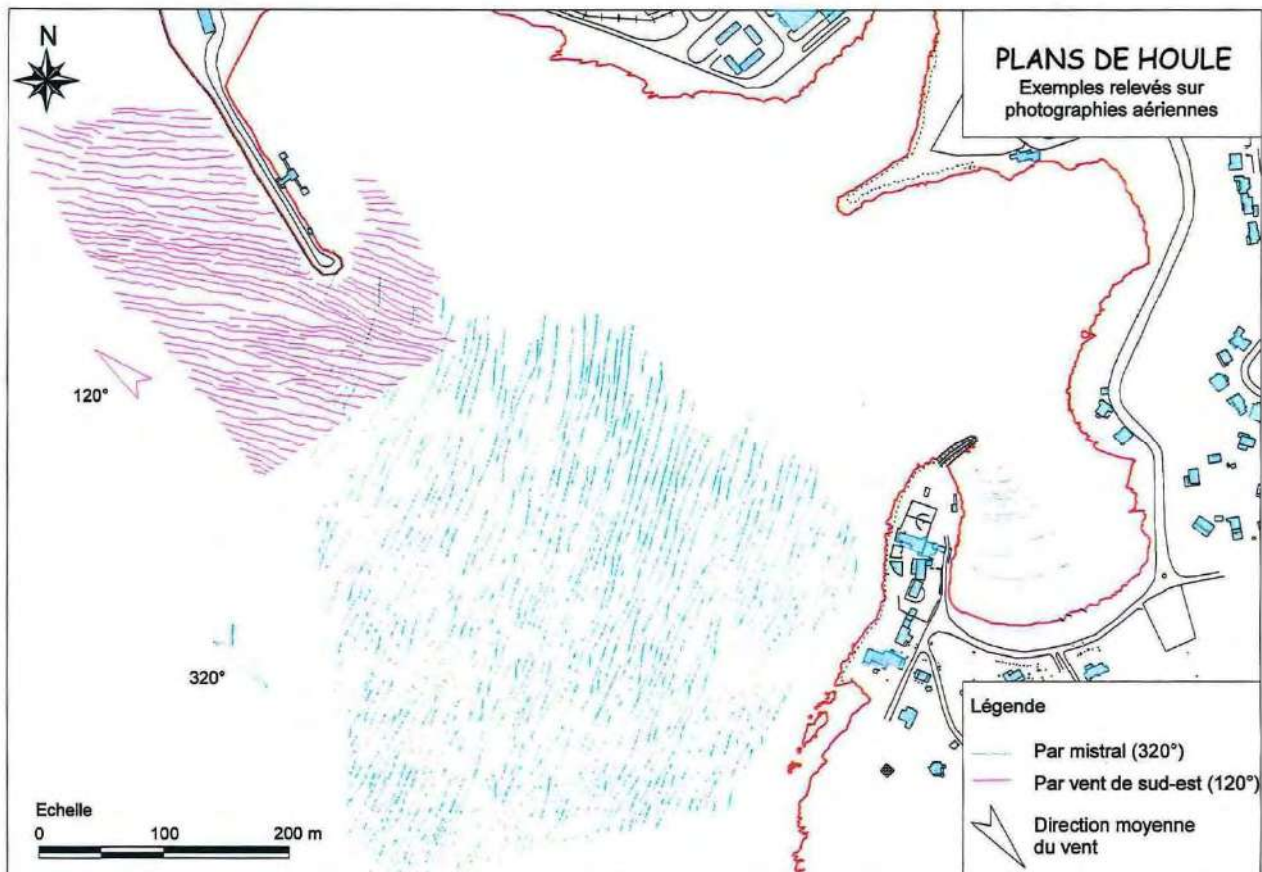 N
PLANS DE HOULE
Exemples relevés sur
photographies aériennes
120°
320°
Echelle
0 100 200 m
Légende
Par mistral (320°)
Par vent de sud-est (120°)
Direction moyenne
du vent